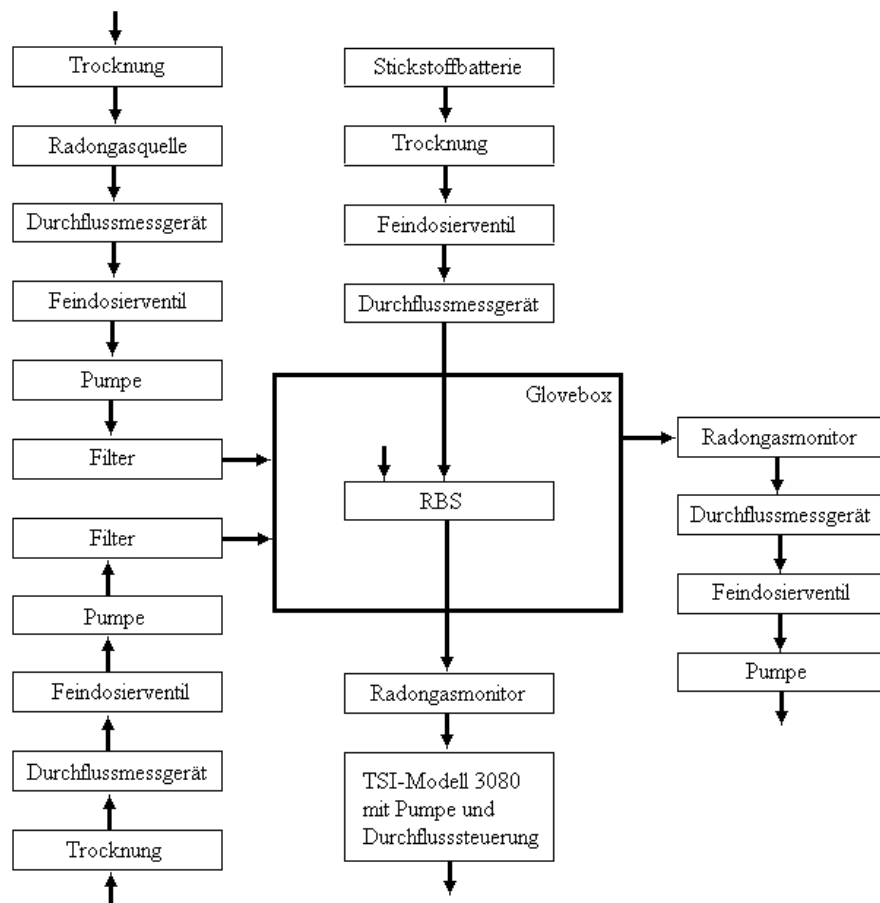 Trocknung
Radongasquelle
Durchflussmessgerät
Feindosierventil
Pumpe
Filter
Filter
Pumpe
Feindosierventil
Durchflussmessgerät
Trocknung
Stickstoffbatterie
Trocknung
Feindosierventil
Durchflussmessgerät
Glovebox
RBS
Radongasmonitor
TSI-Modell 3080
mit Pumpe und
Durchflusssteuerung
Radongasmonitor
Durchflussmessgerät
Feindosierventil
Pumpe